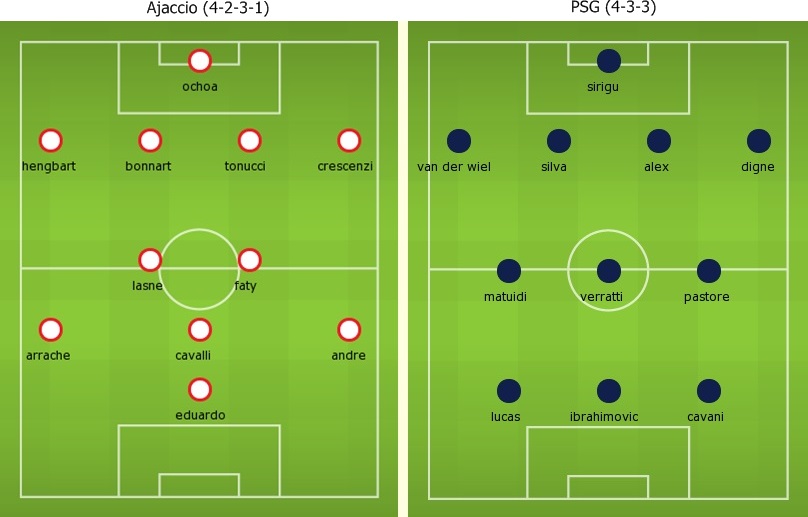 Ajaccio (4-2-3-1)
ochoa
hengbart bonnart tonucci crescenzi
lasne faty
arrache cavalli andre
eduardo
PSG (4-3-3)
sirigu
van der wiel silva alex digne
matuidi verratti pastore
lucas ibrahimovic cavani